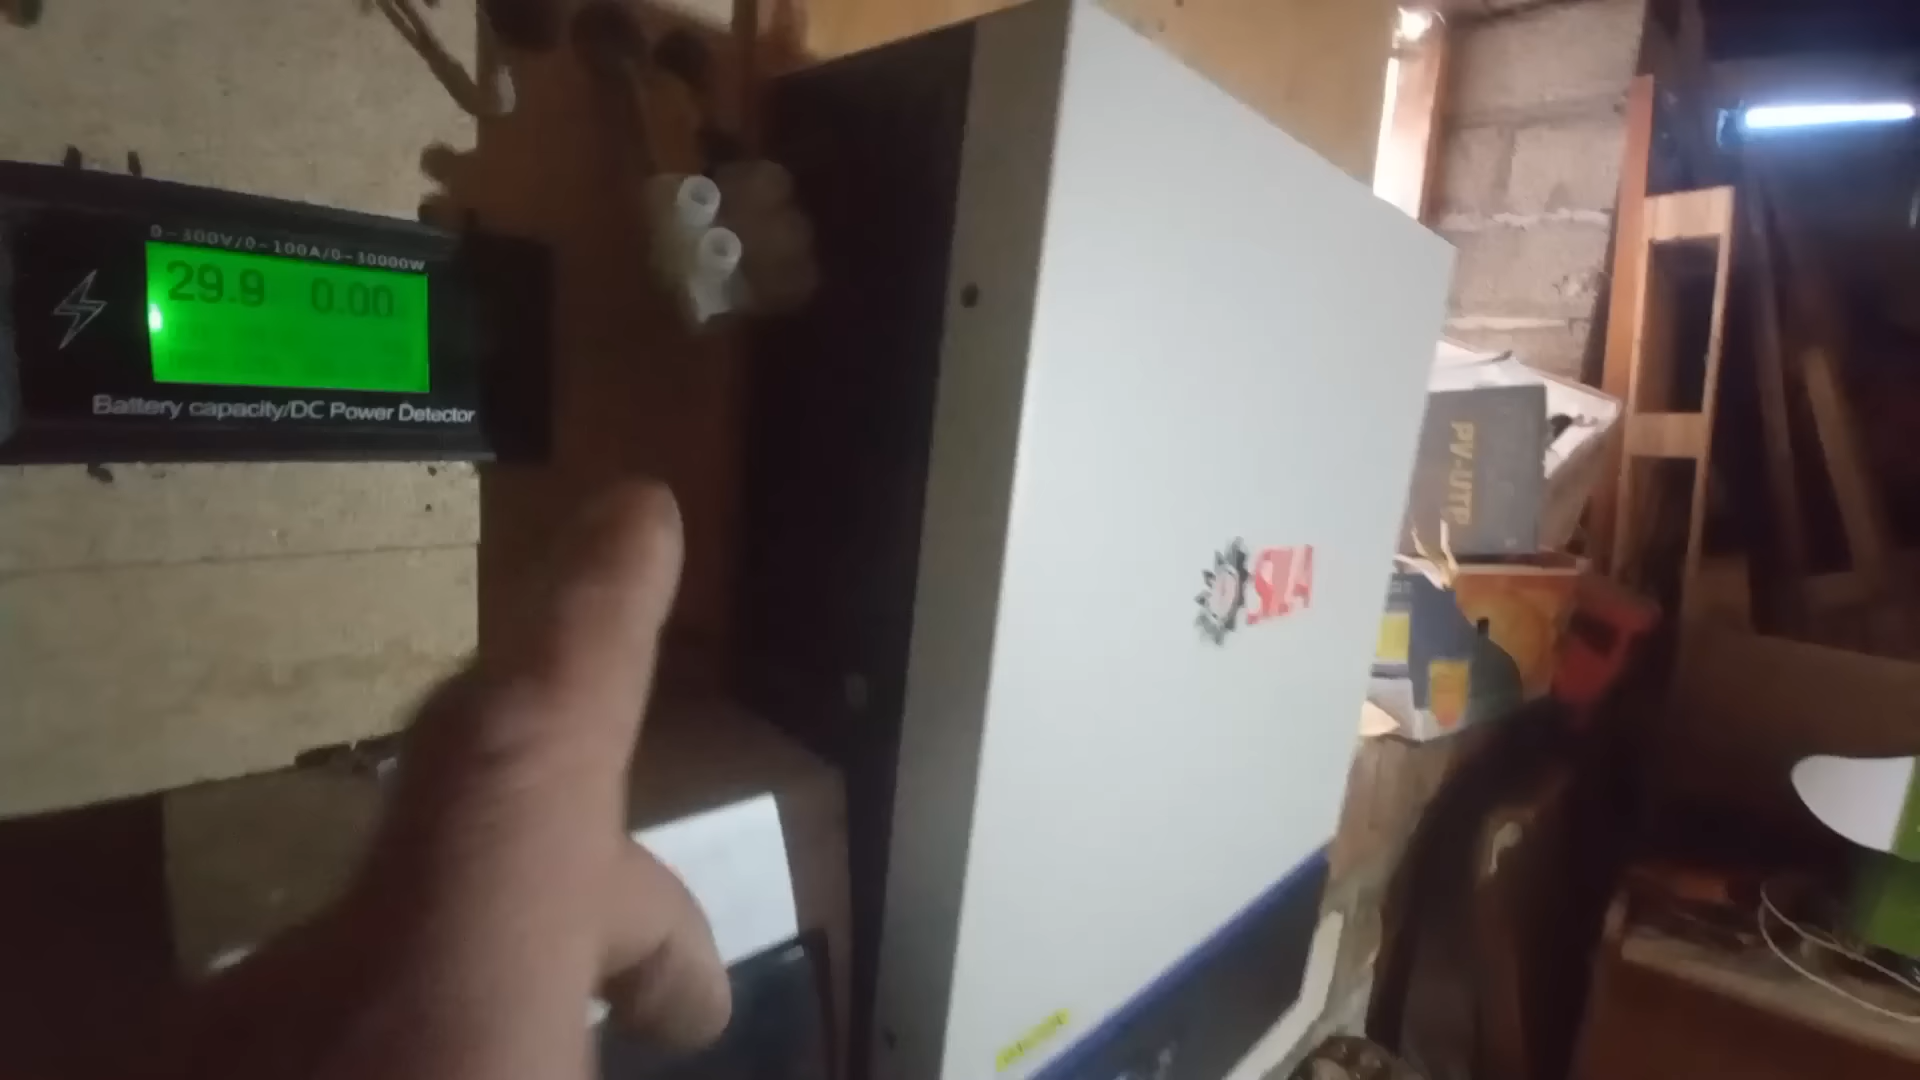 0-300V/0-100A/0-30000W
29.9 0.00
Battery capacity/DC Power Detector
SILA
PV-UTP